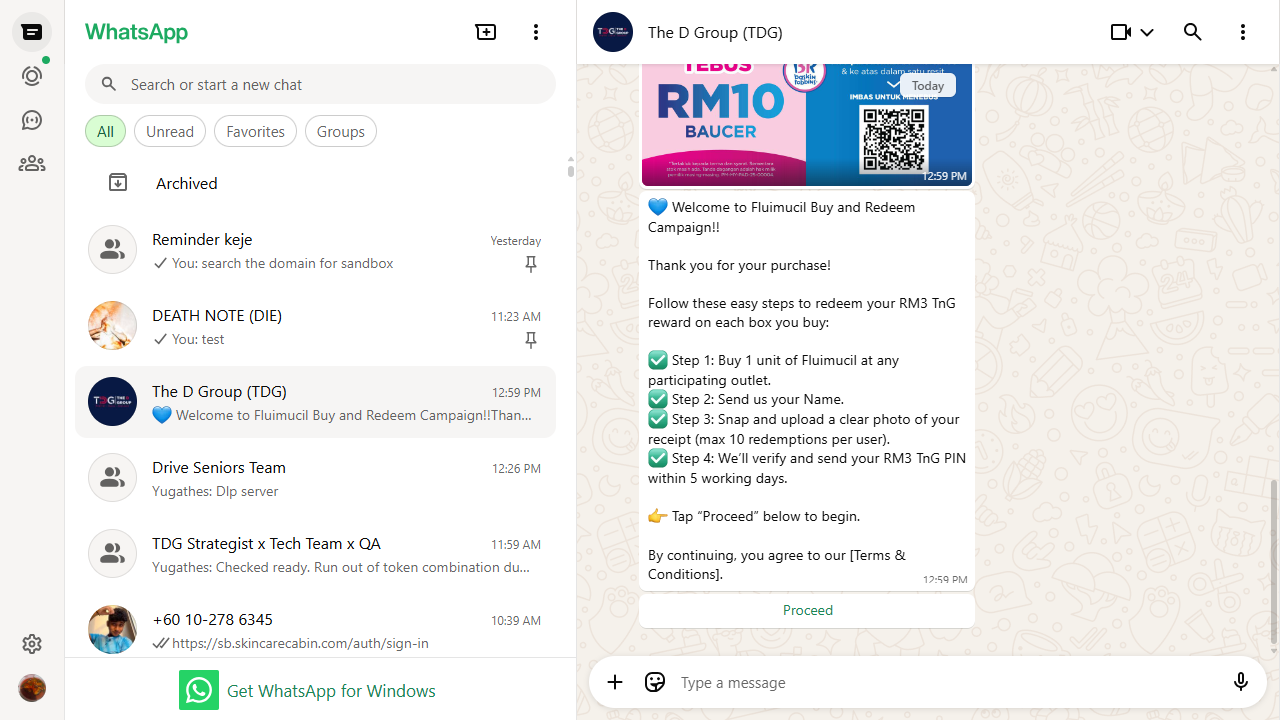 WhatsApp
Search or start a new chat
All
Unread
Favorites
Groups
Archived
Reminder keje
Yesterday
You: search the domain for sandbox
DEATH NOTE (DIE)
11:23 AM
You: test
The D Group (TDG)
12:59 PM
💙 Welcome to Fluimucil Buy and Redeem Campaign!!Than...
Drive Seniors Team
12:26 PM
Yugathes: Dlp server
TDG Strategist x Tech Team x QA
11:59 AM
Yugathes: Checked ready. Run out of token combination du...
+60 10-278 6345
10:39 AM
https://sb.skincarecabin.com/auth/sign-in
Get WhatsApp for Windows
The D Group (TDG)
TEBUS
RM10
BAUCER
baskin robbins
& ke atas dalam satu resit
Today
IMBAS UNTUK MENEBUS
12:59 PM
💙 Welcome to Fluimucil Buy and Redeem
Campaign!!
Thank you for your purchase!
Follow these easy steps to redeem your RM3 TnG
reward on each box you buy:
✅ Step 1: Buy 1 unit of Fluimucil at any
participating outlet.
✅ Step 2: Send us your Name.
✅ Step 3: Snap and upload a clear photo of your
receipt (max 10 redemptions per user).
✅ Step 4: We’ll verify and send your RM3 TnG PIN
within 5 working days.
👉 Tap “Proceed” below to begin.
By continuing, you agree to our [Terms &
Conditions].
12:59 PM
Proceed
Type a message